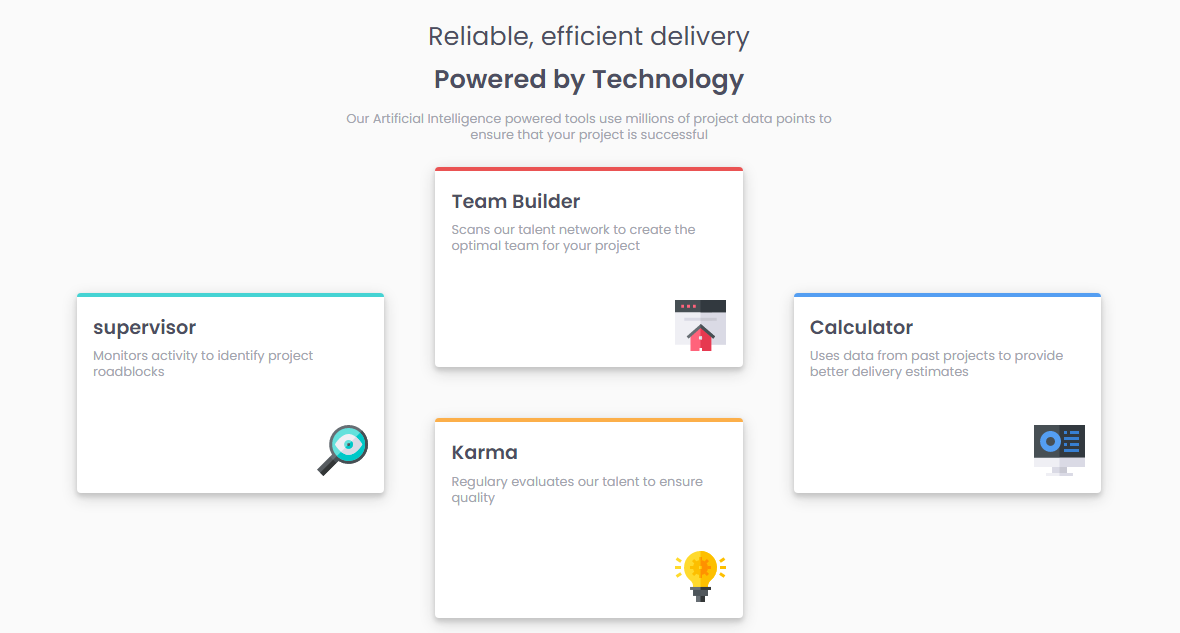 Reliable, efficient delivery
Powered by Technology
Our Artificial Intelligence powered tools use millions of project data points to
ensure that your project is successful
Team Builder
Scans our talent network to create the
optimal team for your project
supervisor
Monitors activity to identify project
roadblocks
Calculator
Uses data from past projects to provide
better delivery estimates
Karma
Regulary evaluates our talent to ensure
quality